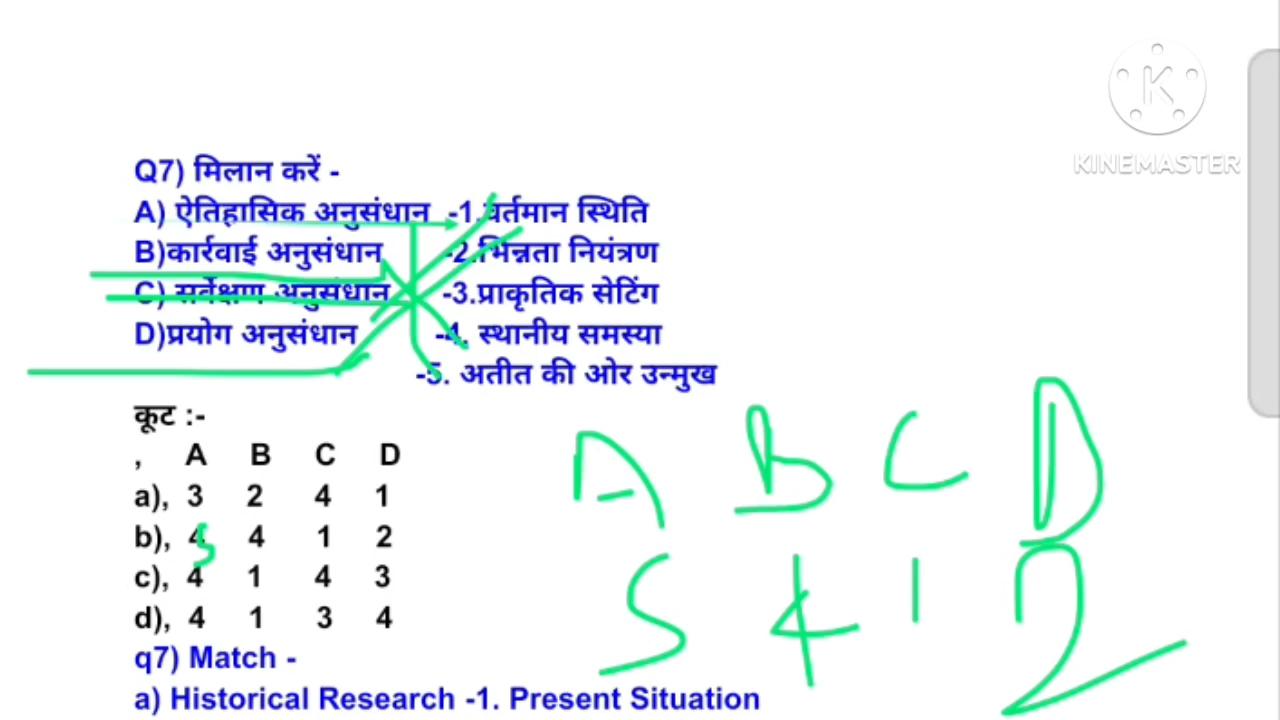 KINEMASTER
Q7) मिलान करें -
A) ऐतिहासिक अनुसंधान -1.वर्तमान स्थिति
B)कार्रवाई अनुसंधान -2.भिन्नता नियंत्रण
C) सर्वेक्षण अनुसंधान -3.प्राकृतिक सेटिंग
D)प्रयोग अनुसंधान -4. स्थानीय समस्या
-5. अतीत की ओर उन्मुख
कूट :-
, A B C D
a), 3 2 4 1
b), 4 4 1 2
5
c), 4 1 4 3
d), 4 1 3 4
A B C D
5 4 1 2
q7) Match -
a) Historical Research -1. Present Situation